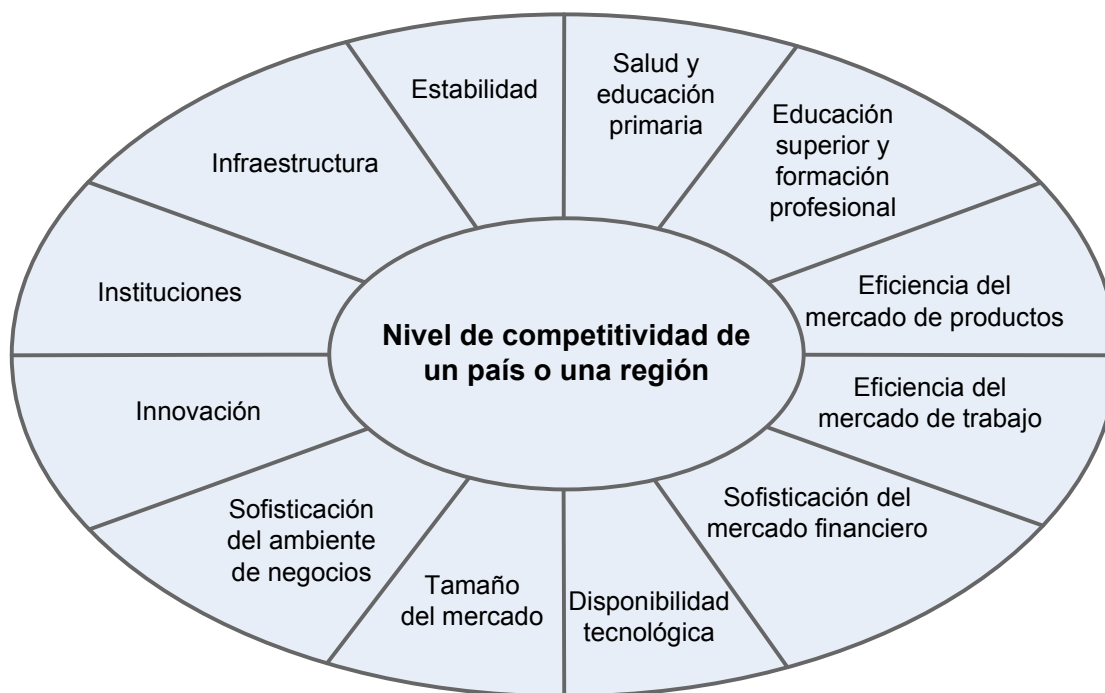 Estabilidad
Salud y
educación
primaria
Educación
superior y
formación
profesional
Eficiencia del
mercado de productos
Eficiencia del
mercado de trabajo
Sofisticación del
mercado financiero
Disponibilidad
tecnológica
Tamaño
del mercado
Sofisticación
del ambiente
de negocios
Innovación
Instituciones
Infraestructura
Nivel de competitividad de
un país o una región